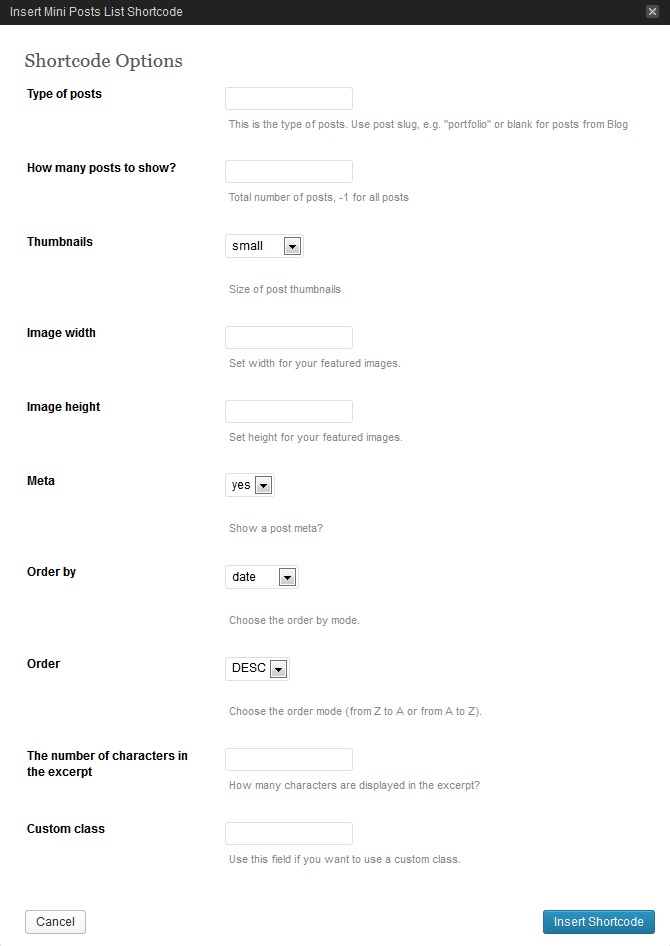 Insert Mini Posts List Shortcode
Shortcode Options
Type of posts
This is the type of posts. Use post slug, e.g. "portfolio" or blank for posts from Blog
How many posts to show?
Total number of posts, -1 for all posts
Thumbnails
small
Size of post thumbnails
Image width
Set width for your featured images.
Image height
Set height for your featured images.
Meta
yes
Show a post meta?
Order by
date
Choose the order by mode.
Order
DESC
Choose the order mode (from Z to A or from A to Z).
The number of characters in
the excerpt
How many characters are displayed in the excerpt?
Custom class
Use this field if you want to use a custom class.
Cancel
Insert Shortcode